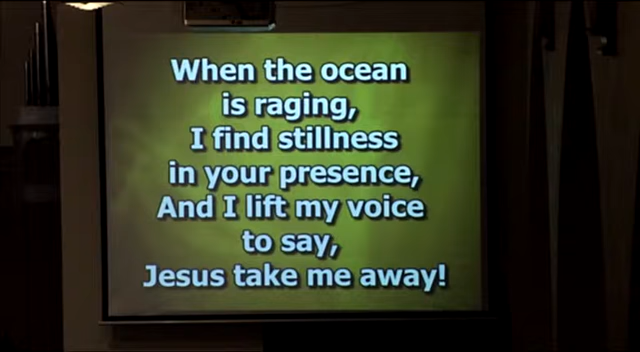 When the ocean
is raging,
I find stillness
in your presence,
And I lift my voice
to say,
Jesus take me away!